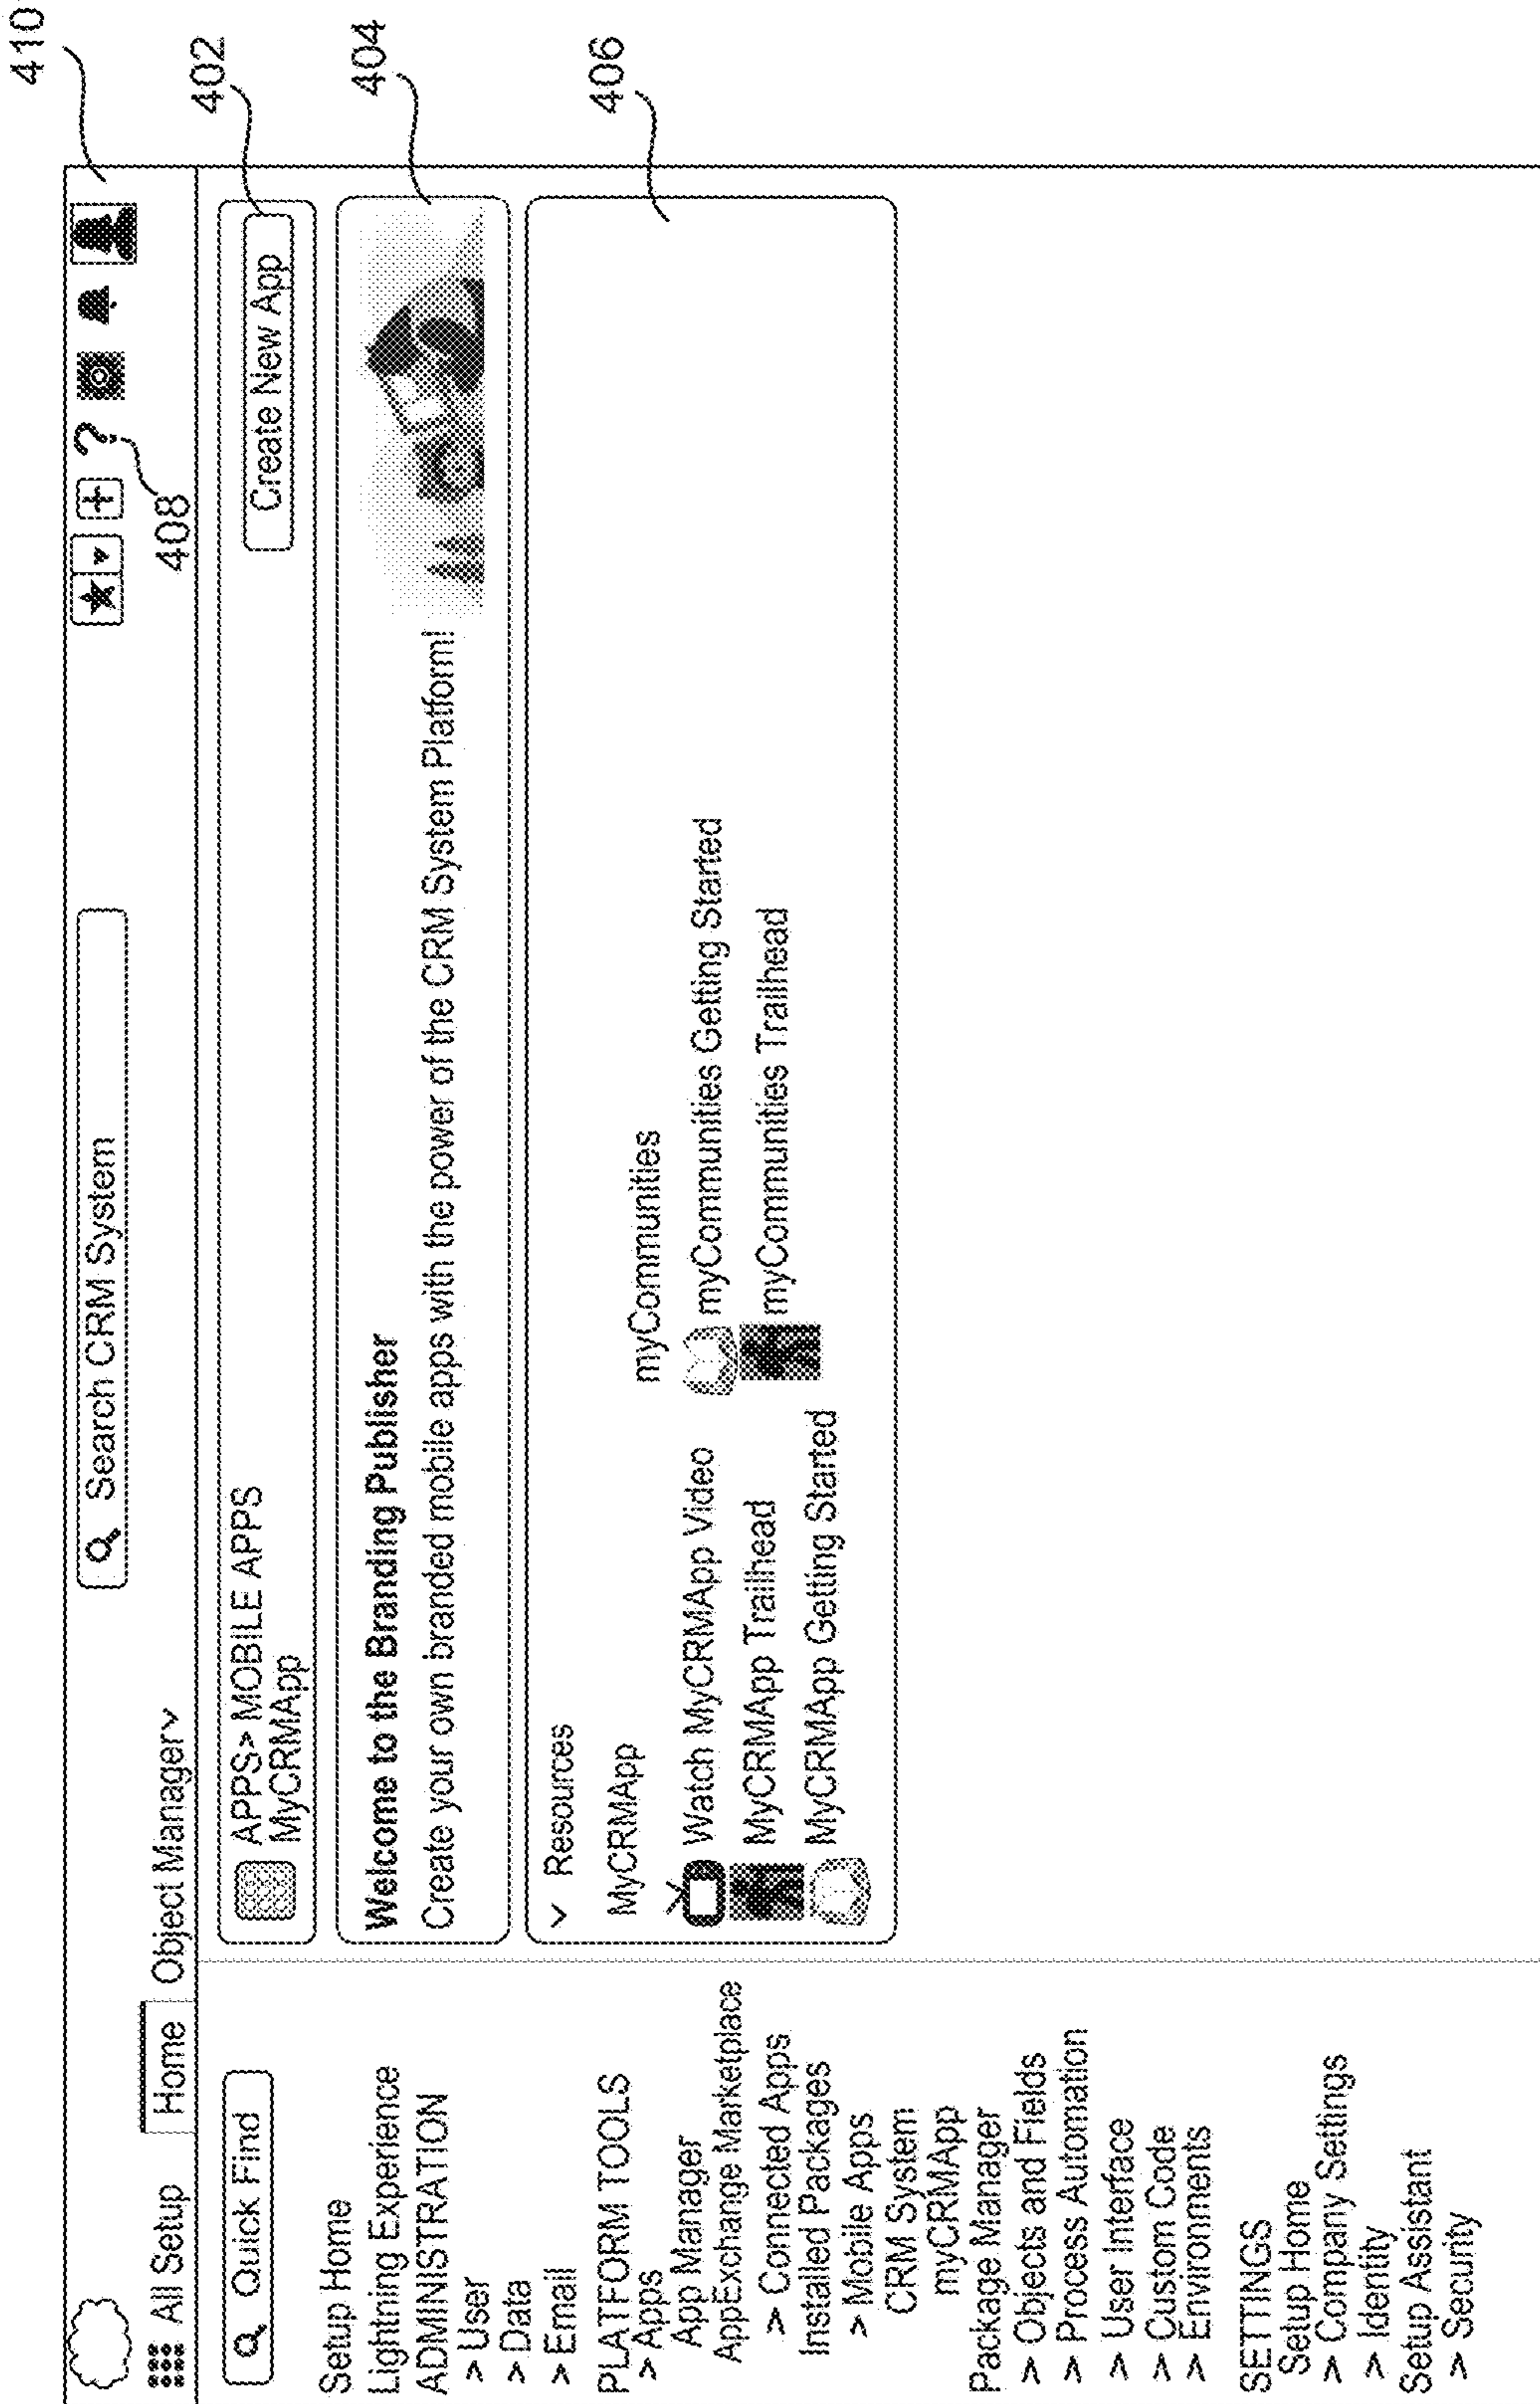 410
Search CRM System
?
408
All Setup
Home
Object Manager
Quick Find
Setup Home
Lightning Experience
ADMINISTRATION
> User
> Data
> Email
PLATFORM TOOLS
> Apps
App Manager
AppExchange Marketplace
> Connected Apps
Installed Packages
> Mobile Apps
CRM System
myCRMApp
Package Manager
> Objects and Fields
> Process Automation
> User Interface
> Custom Code
> Environments
SETTINGS
Setup Home
> Company Settings
> Identity
Setup Assistant
> Security
APPS> MOBILE APPS
MyCRMApp
Create New App
402
Welcome to the Branding Publisher
Create your own branded mobile apps with the power of the CRM System Platform!
404
Resources
406
MyCRMApp
Watch MyCRMApp Video
MyCRMApp Trailhead
MyCRMApp Getting Started
myCommunities
myCommunities Getting Started
myCommunities Trailhead